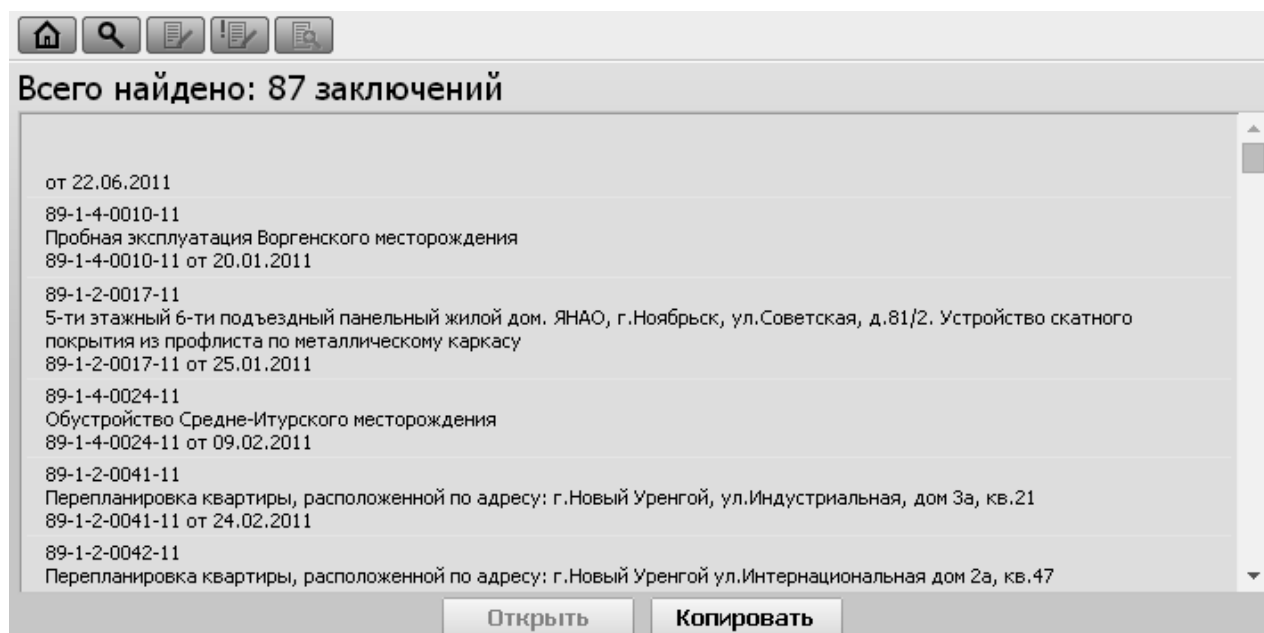 Всего найдено: 87 заключений
от 22.06.2011
89-1-4-0010-11
Пробная эксплуатация Воргенского месторождения
89-1-4-0010-11 от 20.01.2011
89-1-2-0017-11
5-ти этажный 6-ти подъездный панельный жилой дом. ЯНАО, г.Ноябрьск, ул.Советская, д.81/2. Устройство скатного
покрытия из профлиста по металлическому каркасу
89-1-2-0017-11 от 25.01.2011
89-1-4-0024-11
Обустройство Средне-Итурского месторождения
89-1-4-0024-11 от 09.02.2011
89-1-2-0041-11
Перепланировка квартиры, расположенной по адресу: г.Новый Уренгой, ул.Индустриальная, дом 3а, кв.21
89-1-2-0041-11 от 24.02.2011
89-1-2-0042-11
Перепланировка квартиры, расположенной по адресу: г.Новый Уренгой ул.Интернациональная дом 2а, кв.47
Открыть
Копировать